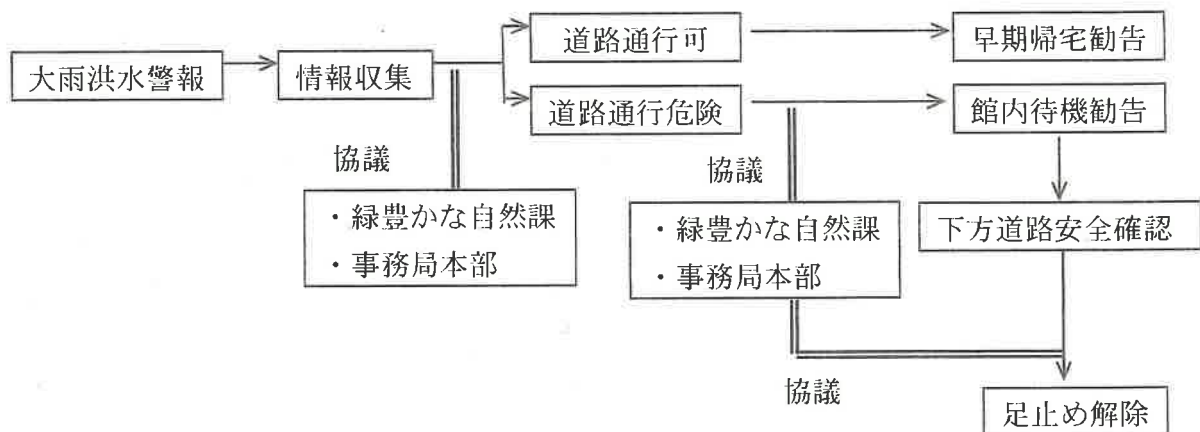 大雨洪水警報
情報収集
道路通行可
早期帰宅勧告
道路通行危険
館内待機勧告
協議
・緑豊かな自然課
・事務局本部
協議
・緑豊かな自然課
・事務局本部
下方道路安全確認
協議
足止め解除